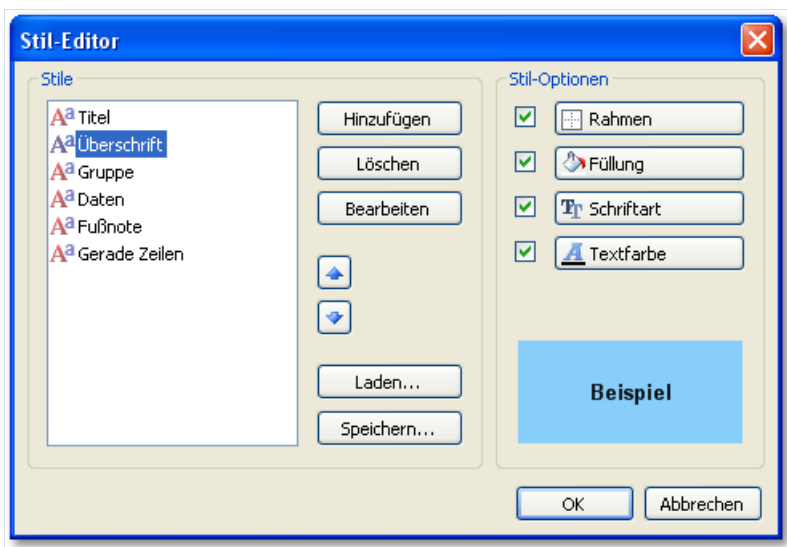 Stil-Editor
Stile
Titel
Überschrift
Gruppe
Daten
Fußnote
Gerade Zeilen
Hinzufügen
Löschen
Bearbeiten
Laden...
Speichern...
Stil-Optionen
Rahmen
Füllung
Schriftart
Textfarbe
Beispiel
OK
Abbrechen